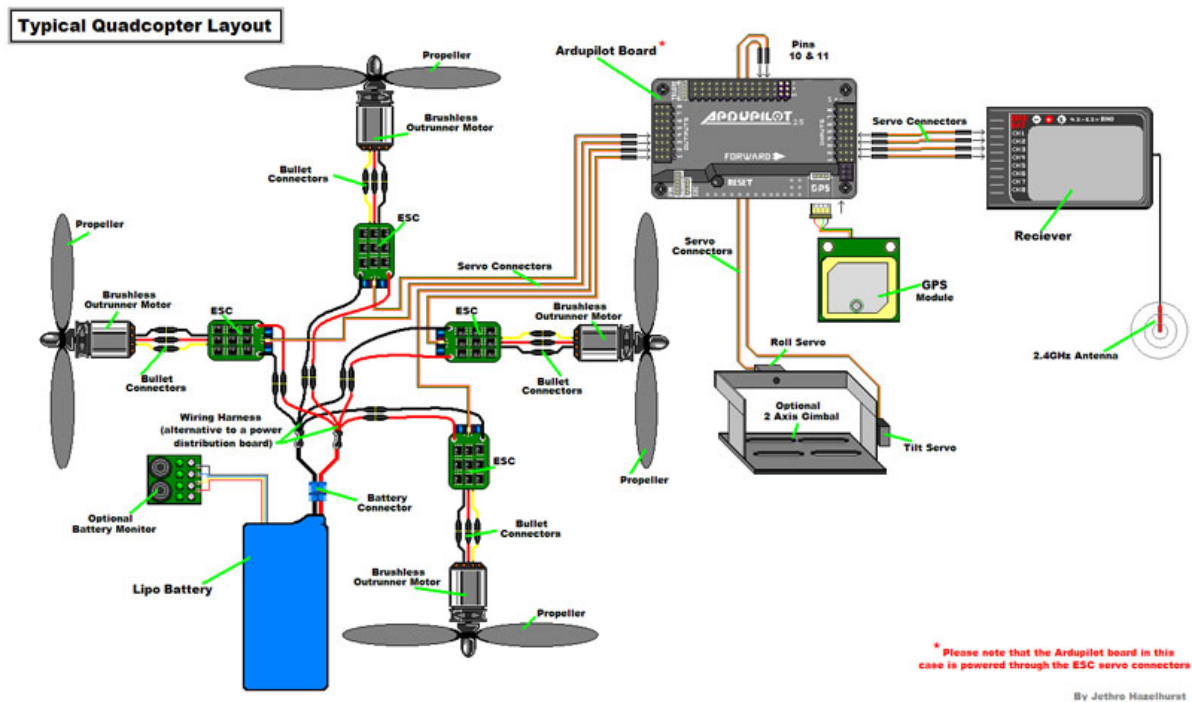 Typical Quadcopter Layout
Propeller
Brushless
Outrunner Motor
Bullet
Connectors
ESC
Propeller
Brushless
Outrunner Motor
ESC
Bullet
Connectors
Servo Connectors
ESC
Brushless
Outrunner Motor
Bullet
Connectors
Propeller
Wiring Harness
(alternative to a power
distribution board)
ESC
Bullet
Connectors
Brushless
Outrunner Motor
Propeller
Battery
Connector
Optional
Battery Monitor
Lipo Battery
Ardupilot Board *
Pins
10 & 11
ARDUPILOT 2.5
FORWARD
RESET
GPS
Servo Connectors
CH1
CH2
CH3
CH4
CH5
CH6
CH7
CH8
Reciever
Servo
Connectors
GPS
Module
2.4GHz Antenna
Roll Servo
Optional
2 Axis Gimbal
Tilt Servo
* Please note that the Ardupilot board in this
case is powered through the ESC servo connectors
By Jethro Hazelhurst